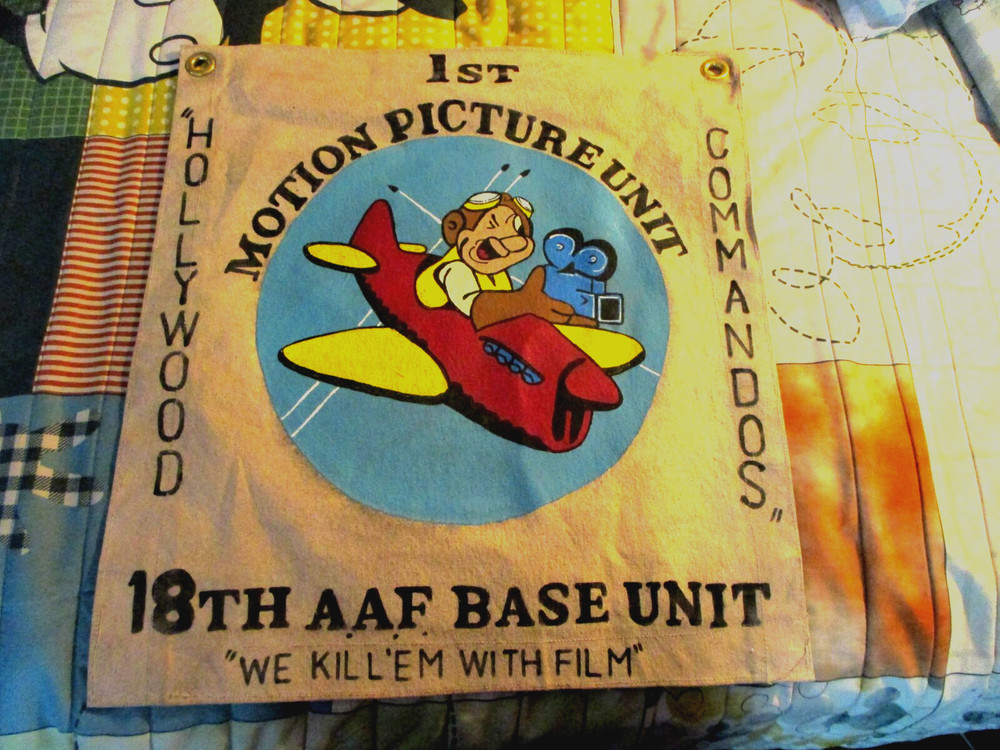 1ST
MOTION PICTURE UNIT
"HOLLYWOOD
COMMANDOS"
18TH A.A.F. BASE UNIT
"WE KILL'EM WITH FILM"